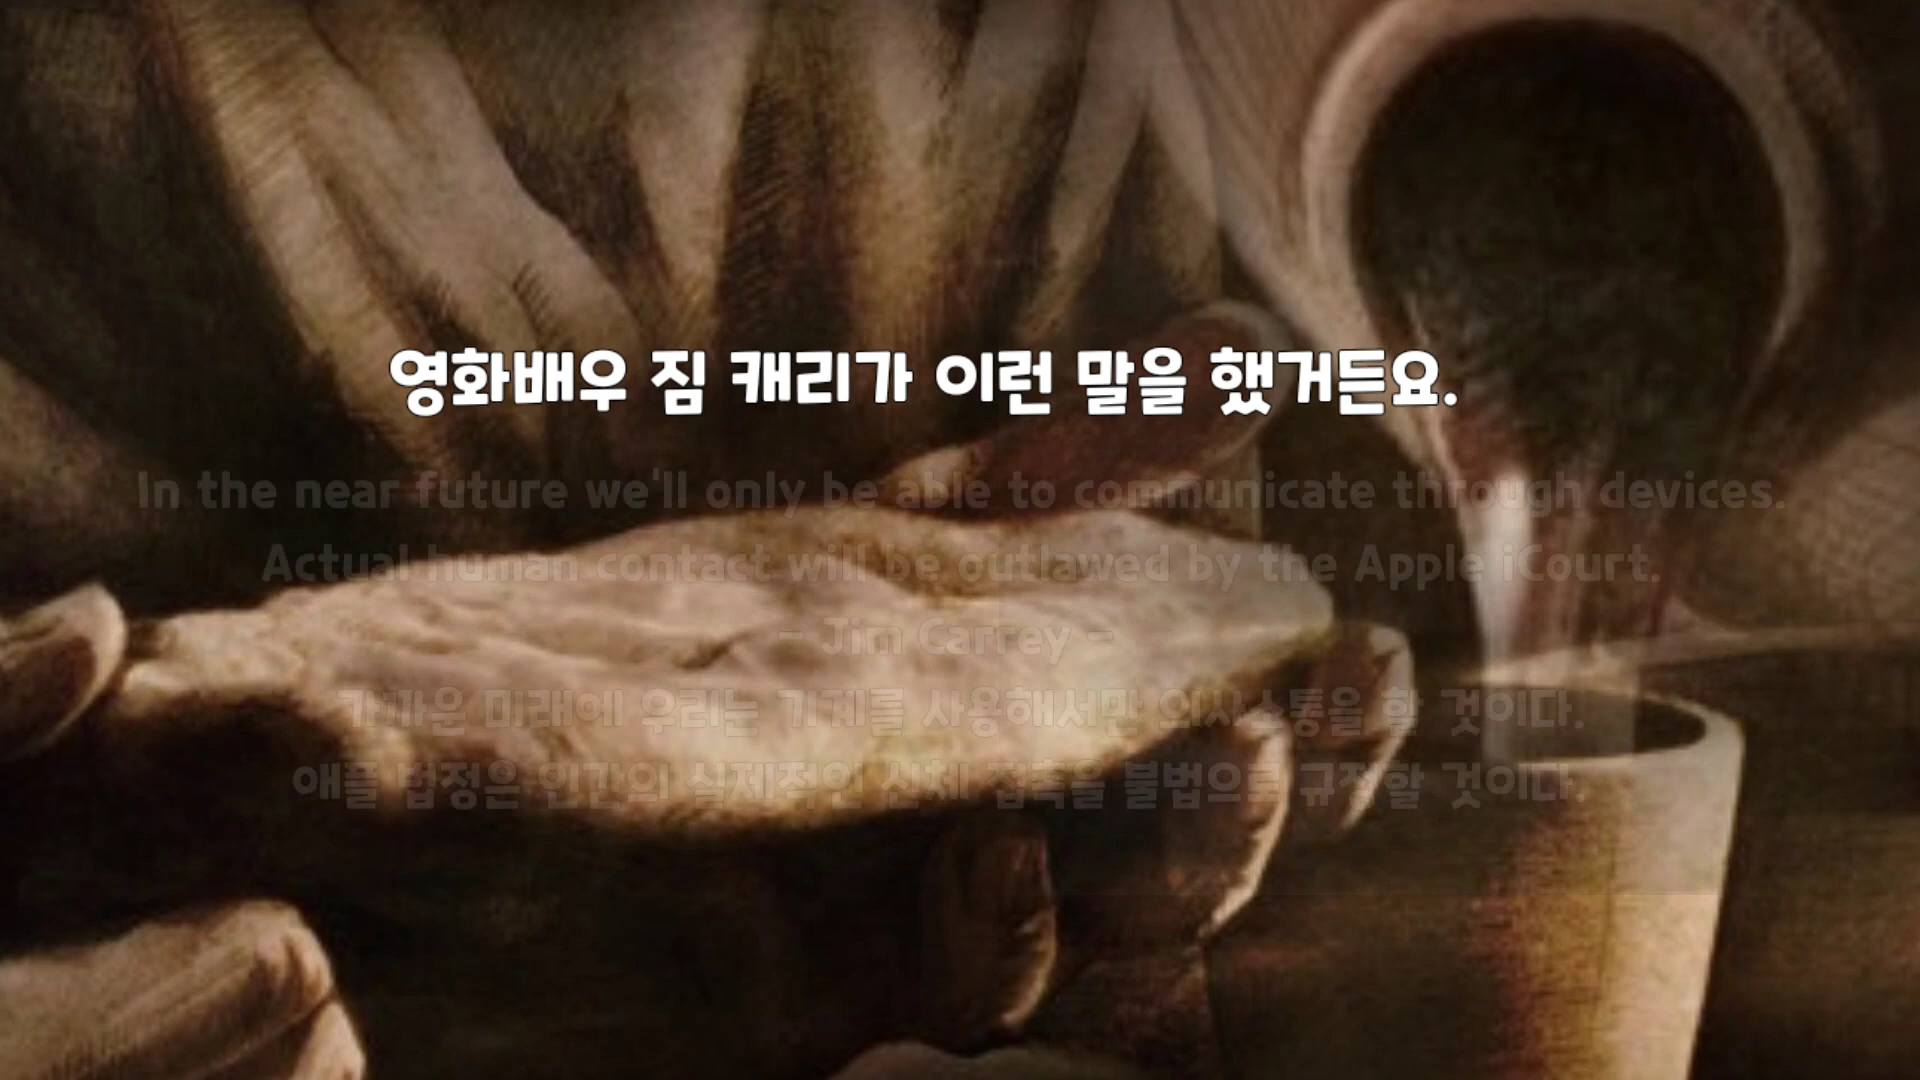 영화배우 짐 캐리가 이런 말을 했거든요.
In the near future we'll only be able to communicate through devices.
Actual human contact will be outlawed by the Apple iCourt.
- Jim Carrey -
가까운 미래에 우리는 기계를 사용해서만 의사소통을 할 것이다.
애플 법정은 인간의 실제적인 신체 접촉을 불법으로 규정할 것이다.